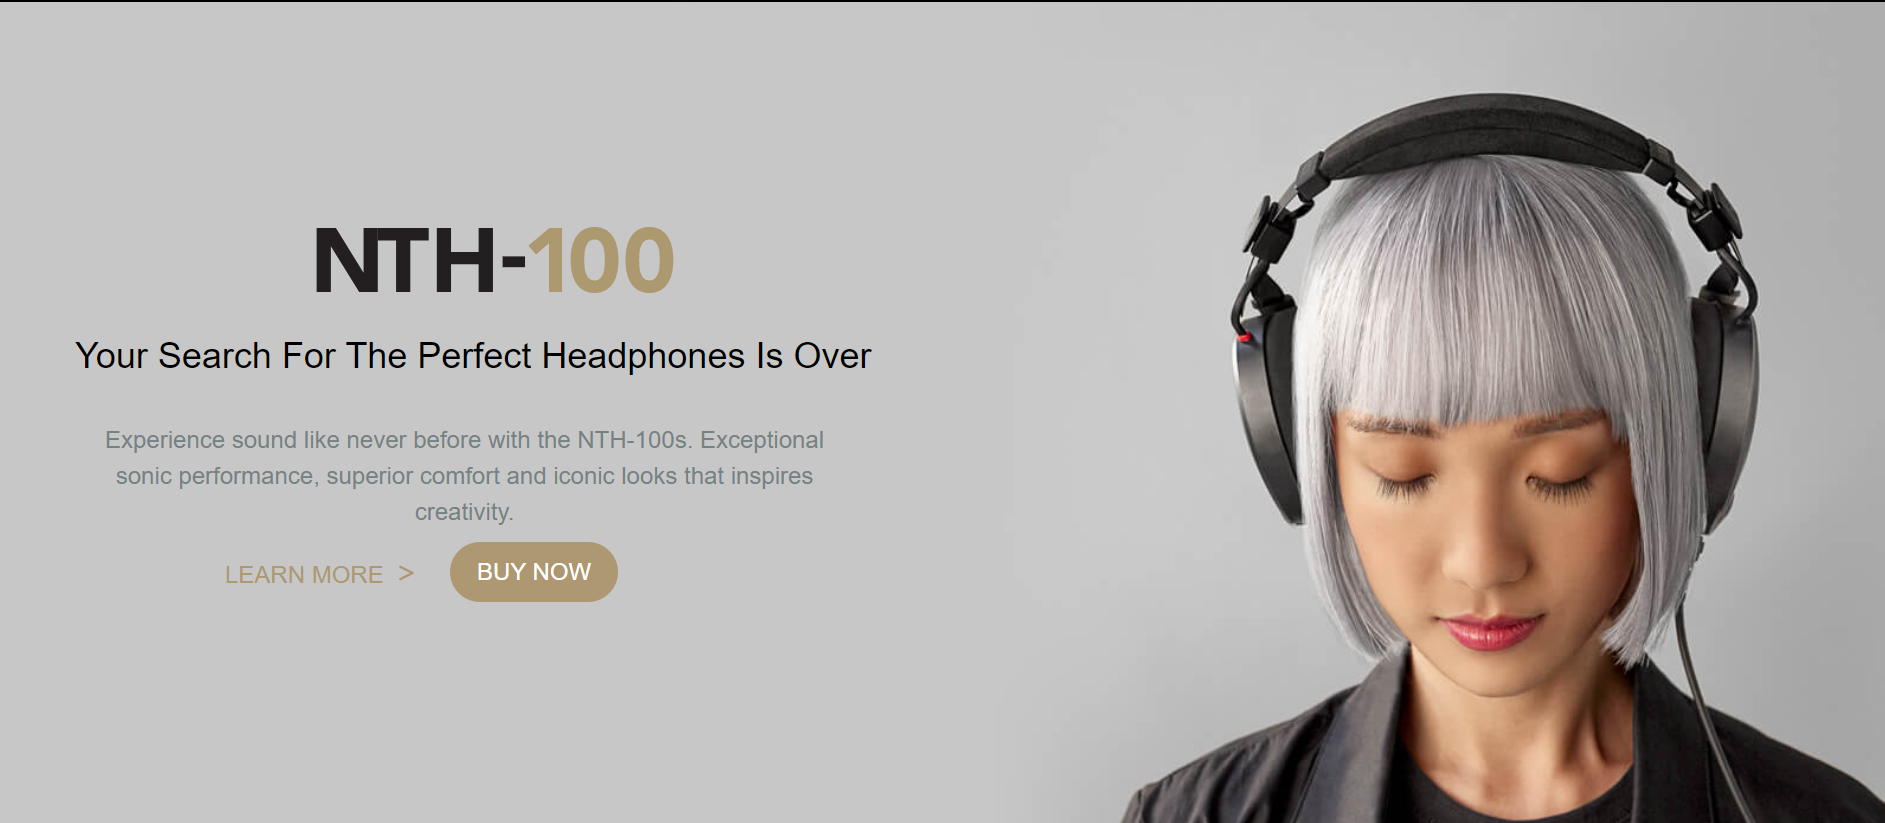 NTH-100
Your Search For The Perfect Headphones Is Over
Experience sound like never before with the NTH-100s. Exceptional
sonic performance, superior comfort and iconic looks that inspires
creativity.
LEARN MORE > BUY NOW